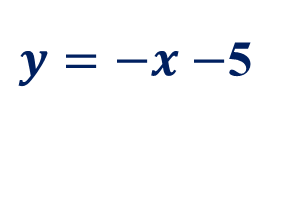 y = −x −5